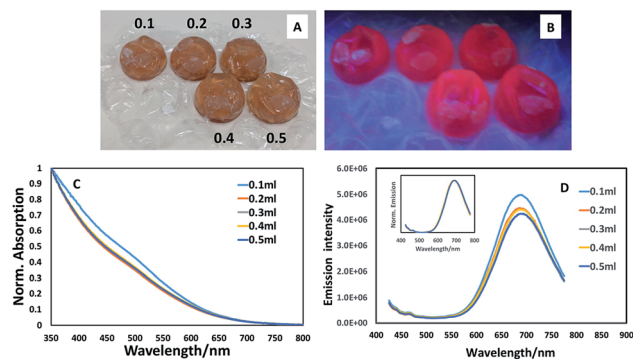 0.1 0.2 0.3 A
0.4 0.5
B
C
Norm. Absorption
1
0.9
0.8
0.7
0.6
0.5
0.4
0.3
0.2
0.1
0
350 400 450 500 550 600 650 700 750 800
Wavelength/nm
0.1ml
0.2ml
0.3ml
0.4ml
0.5ml
D
Emission intensity
6.0E+06
5.0E+06
4.0E+06
3.0E+06
2.0E+06
1.0E+06
0.0E+00
400 450 500 550 600 650 700 750 800 850 900
Wavelength/nm
0.1ml
0.2ml
0.3ml
0.4ml
0.5ml
Norm. Emission
400 500 600 700 800
Wavelength/nm